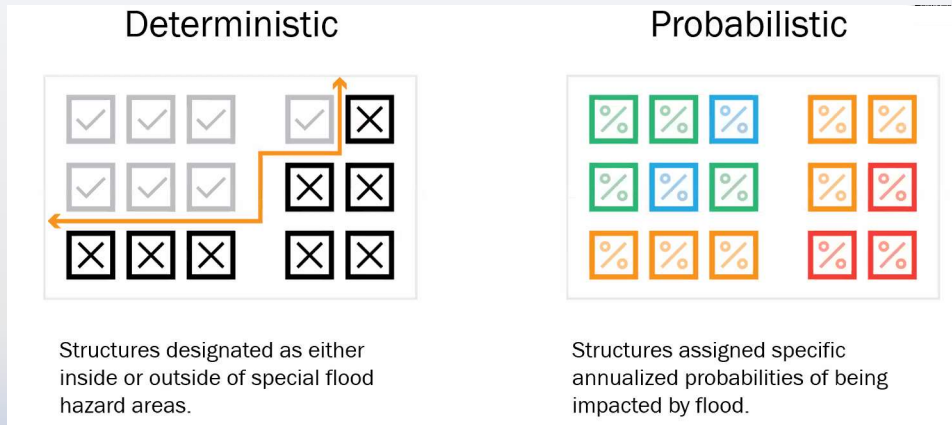 Deterministic
Probabilistic
% % % % %
% % % % %
% % % % %
Structures designated as either
inside or outside of special flood
hazard areas.
Structures assigned specific
annualized probabilities of being
impacted by flood.